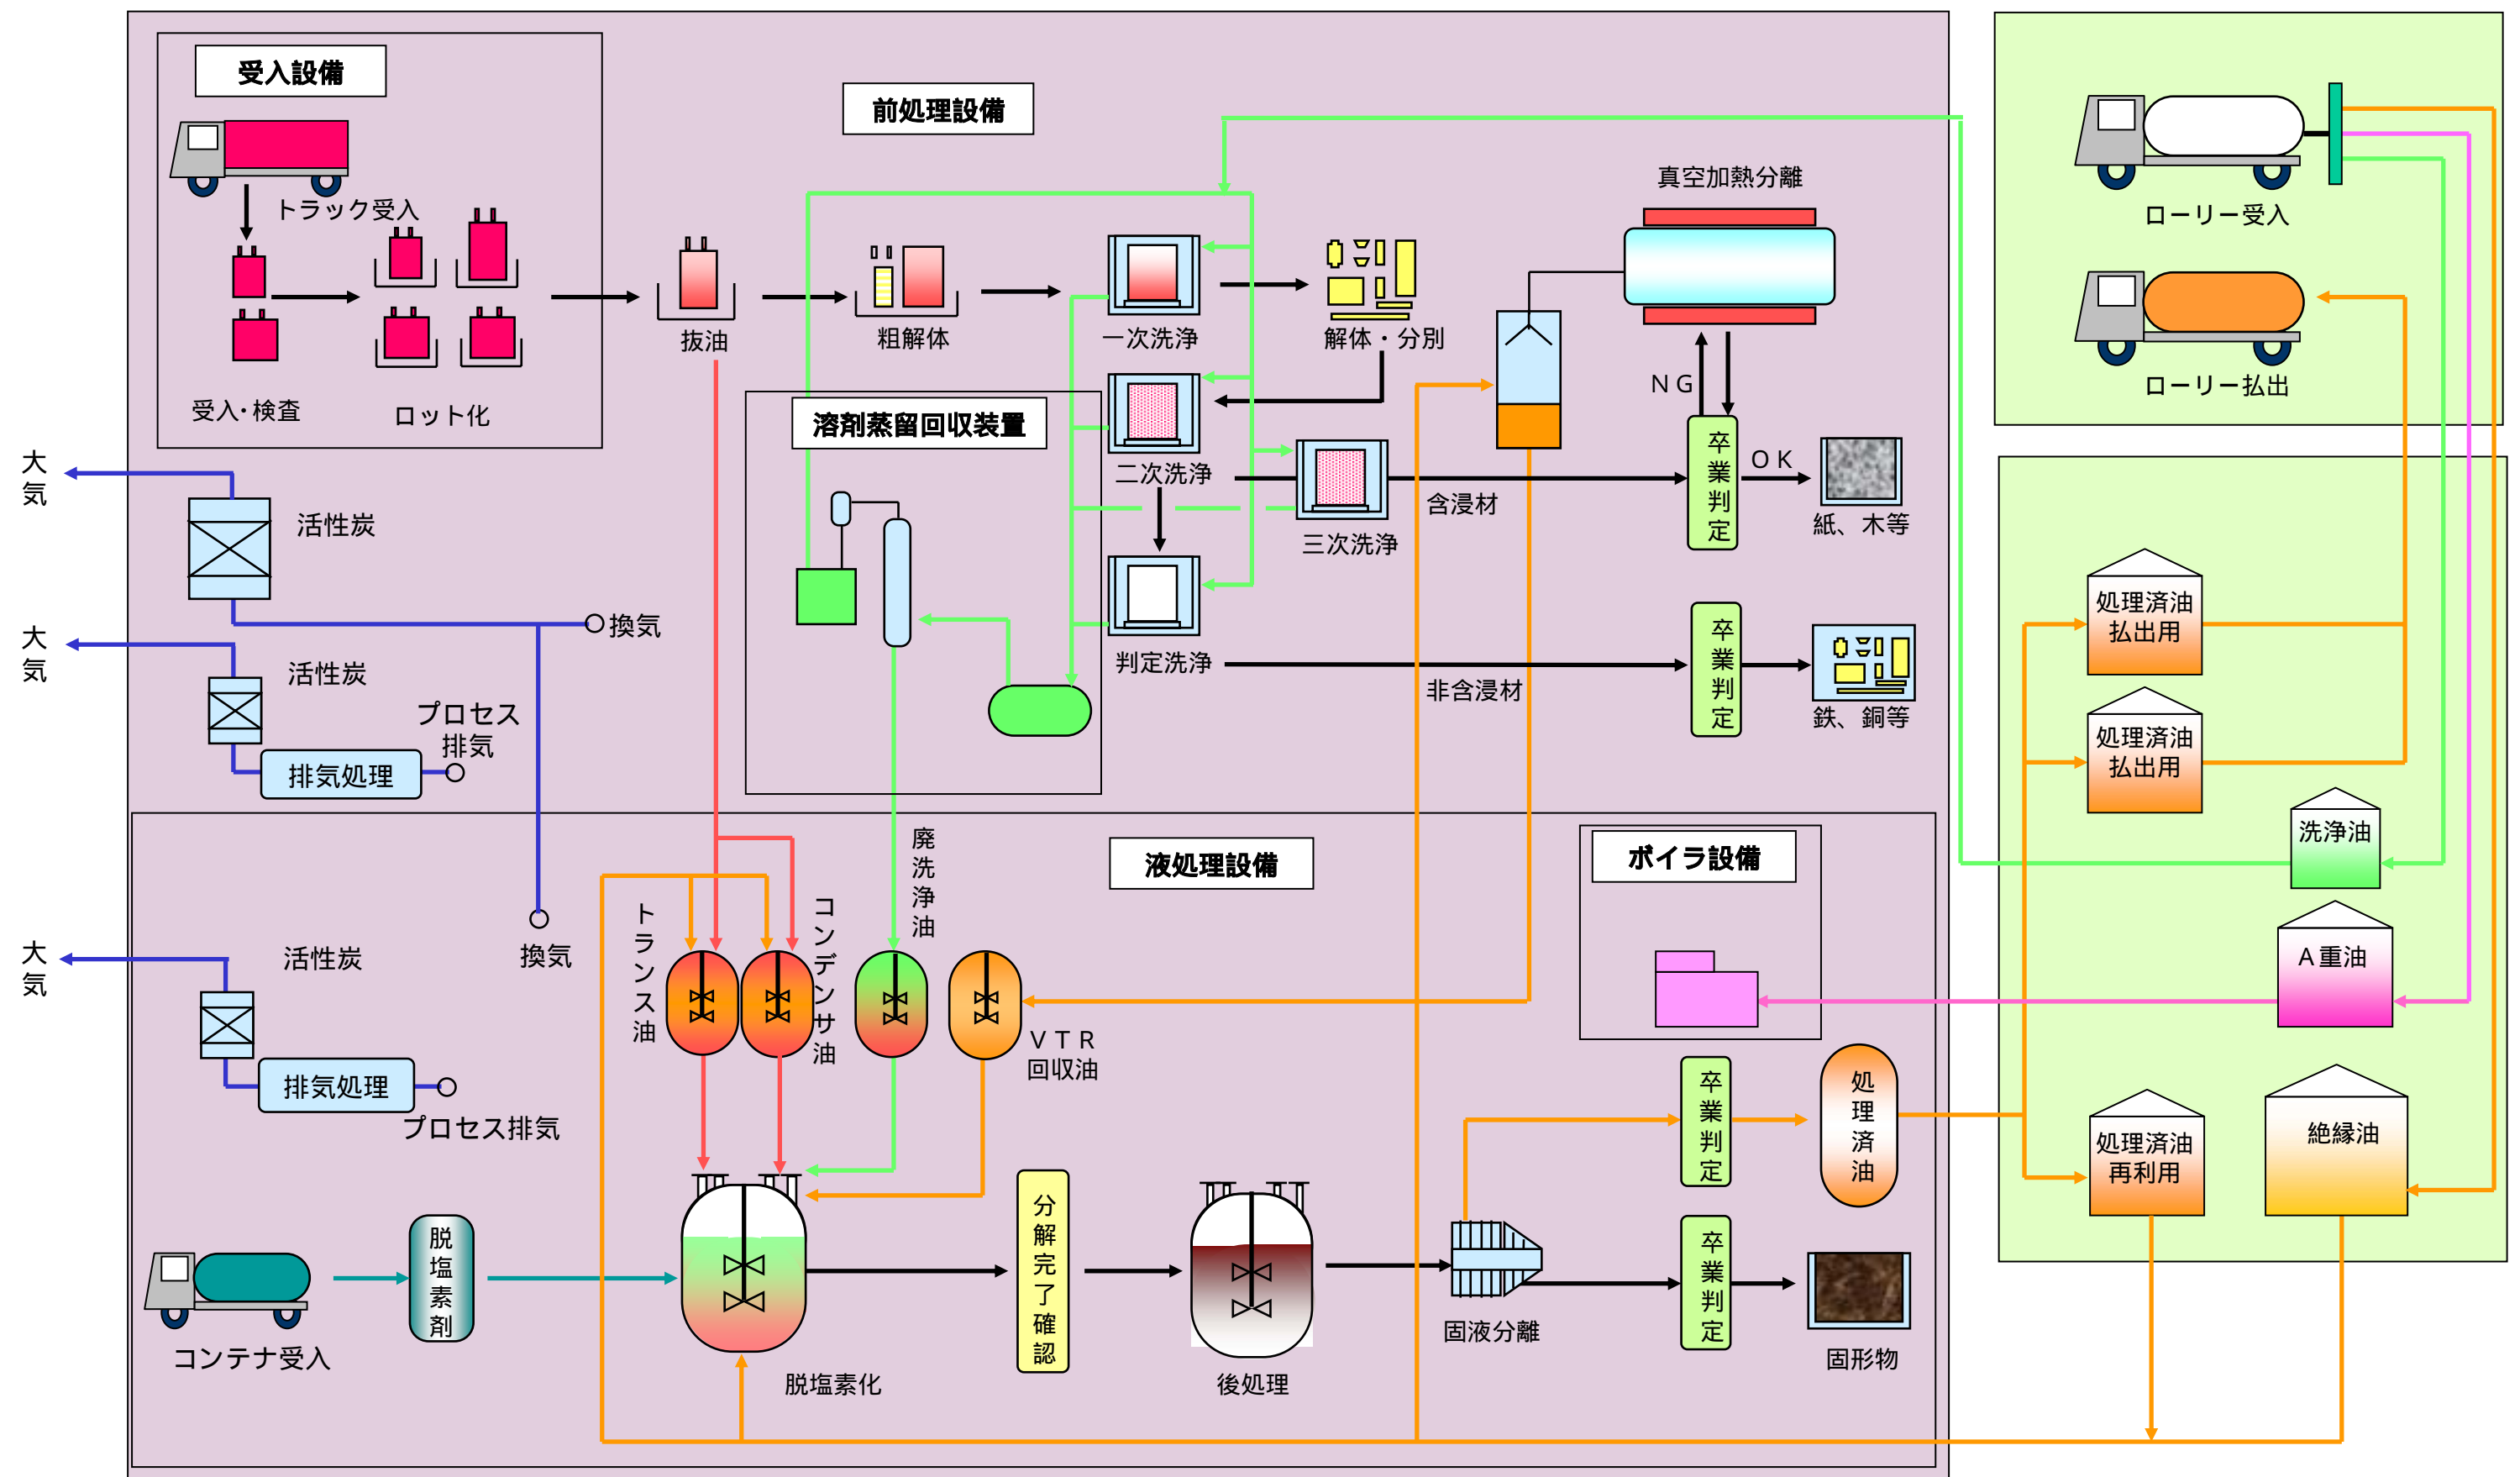 受入設備
トラック受入
受入・検査
ロット化
前処理設備
抜油
粗解体
一次洗浄
解体・分別
真空加熱分離
ＮＧ
溶剤蒸留回収装置
二次洗浄
三次洗浄
含浸材
卒業判定
ＯＫ
紙、木等
判定洗浄
非含浸材
卒業判定
鉄、銅等
大気
活性炭
換気
大気
活性炭
プロセス
排気
排気処理
大気
活性炭
換気
排気処理
プロセス排気
液処理設備
トランス油
コンデンサ油
廃洗浄油
ＶＴＲ
回収油
ボイラ設備
コンテナ受入
脱塩素剤
脱塩素化
分解完了確認
後処理
固液分離
卒業判定
処理済油
卒業判定
固形物
ローリー受入
ローリー払出
処理済油
払出用
処理済油
払出用
洗浄油
Ａ重油
処理済油
再利用
絶縁油